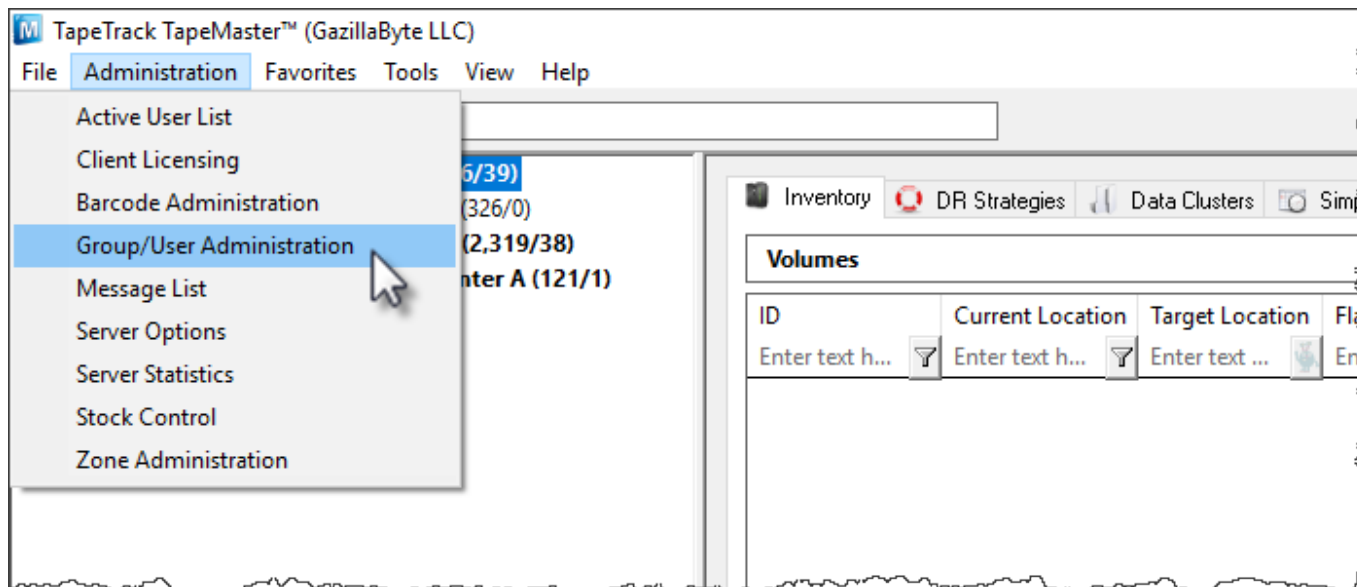 TapeTrack TapeMaster™ (GazillaByte LLC)
File Administration Favorites Tools View Help
Active User List
Client Licensing
Barcode Administration
Group/User Administration
Message List
Server Options
Server Statistics
Stock Control
Zone Administration
6/39)
(326/0)
(2,319/38)
nter A (121/1)
Inventory DR Strategies Data Clusters Simp
Volumes
ID Current Location Target Location Fla
Enter text h... Enter text h... Enter text ... En